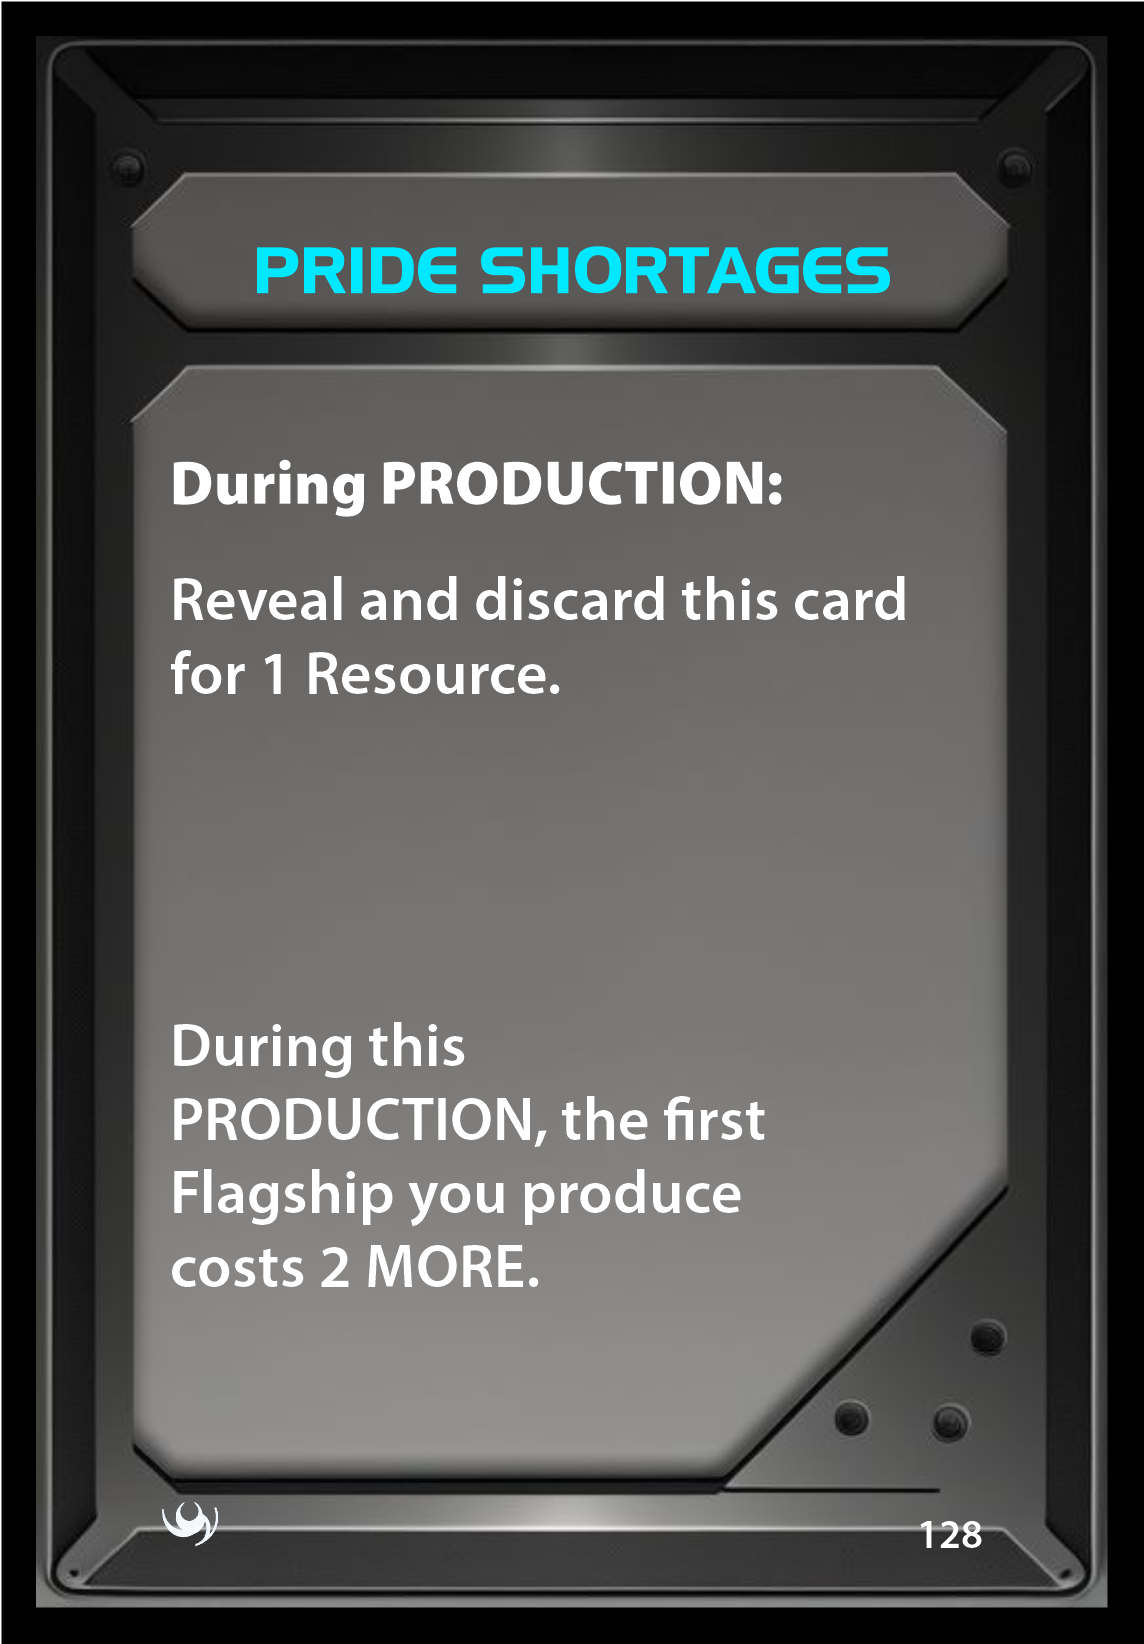 PRIDE SHORTAGES
During PRODUCTION:
Reveal and discard this card
for 1 Resource.
During this
PRODUCTION, the first
Flagship you produce
costs 2 MORE.
128